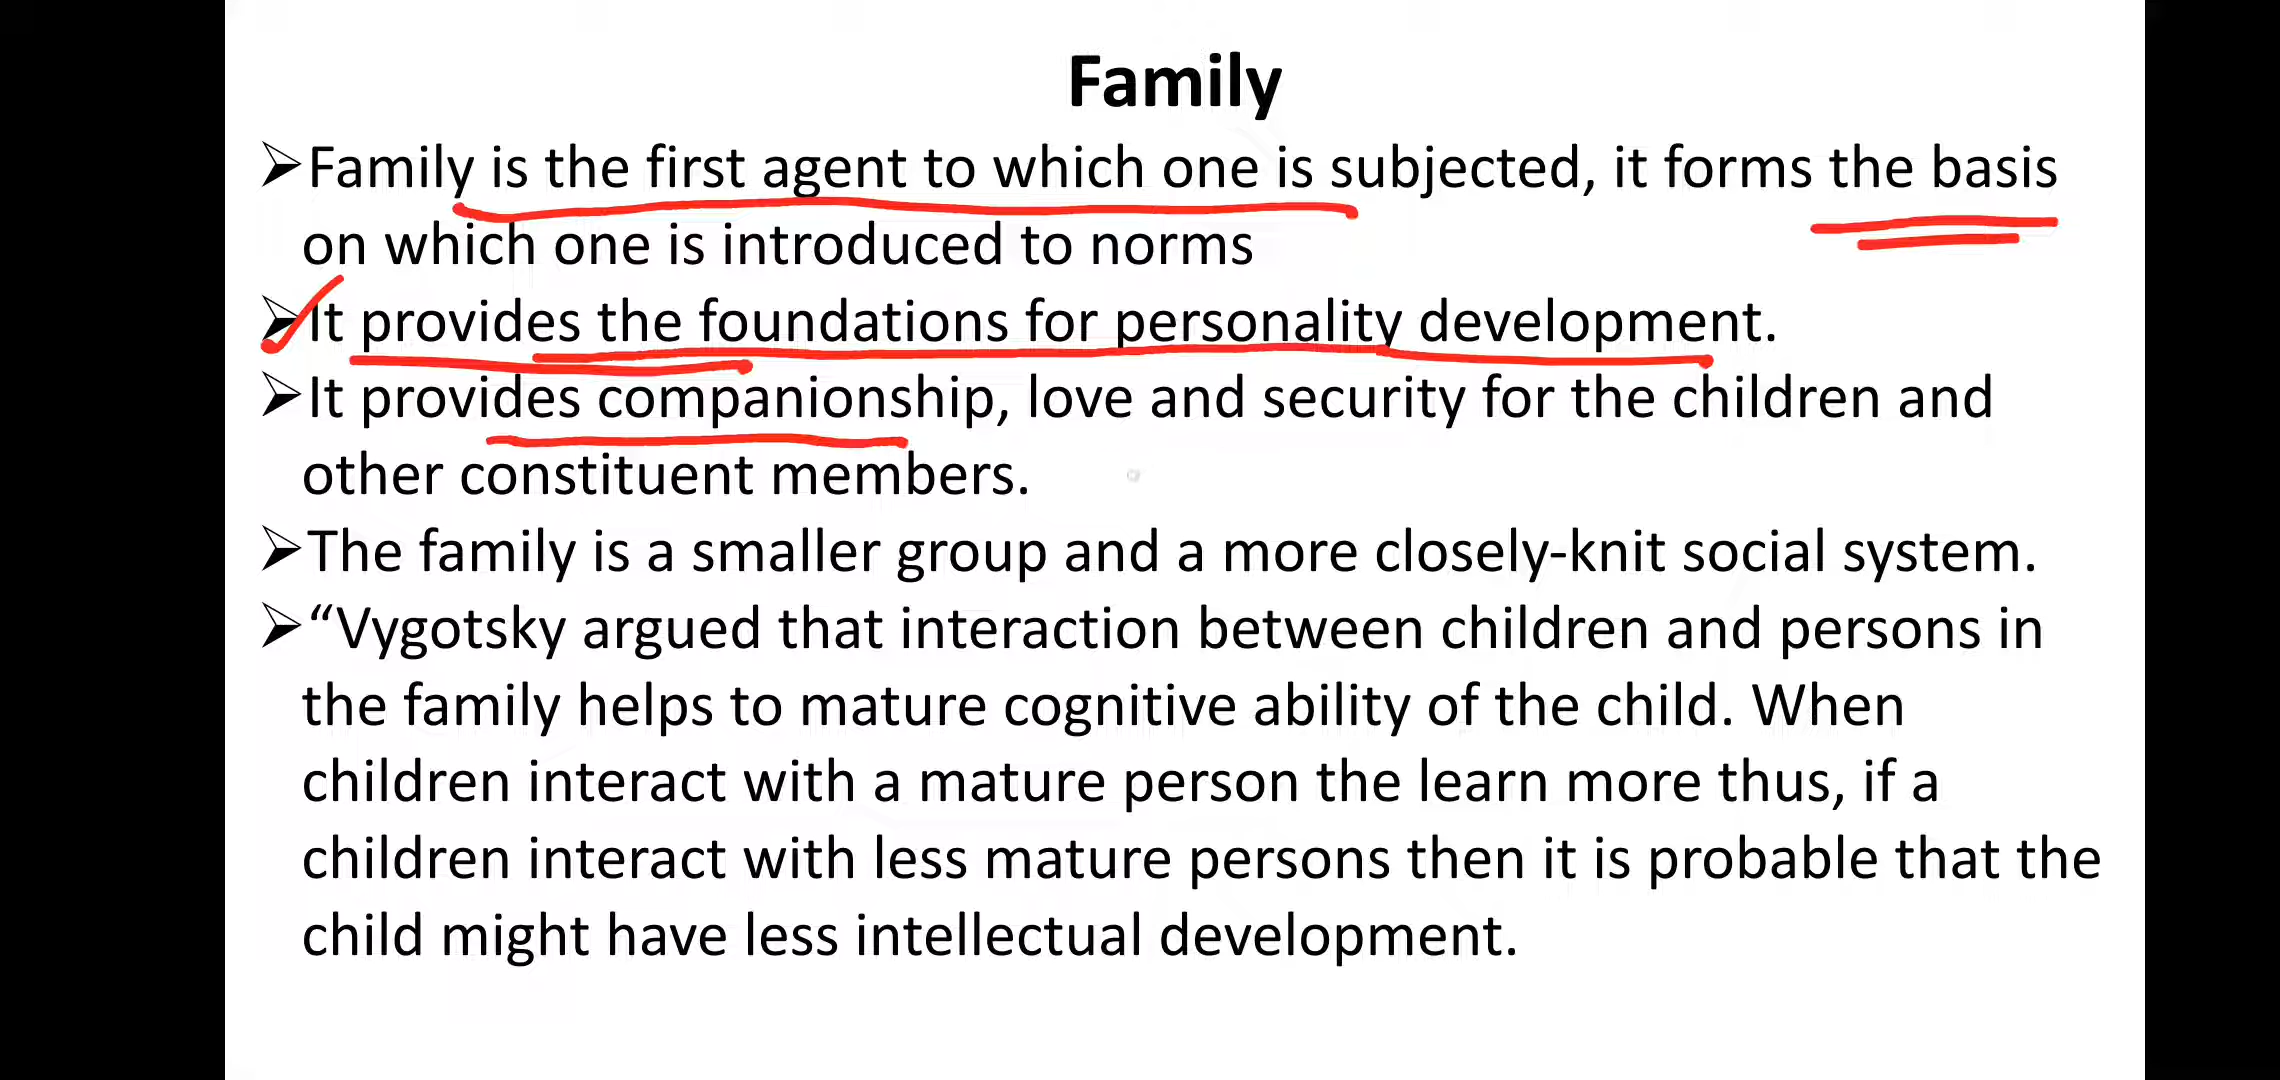 Family
➢Family is the first agent to which one is subjected, it forms the basis
on which one is introduced to norms
➢It provides the foundations for personality development.
➢It provides companionship, love and security for the children and
other constituent members.
➢The family is a smaller group and a more closely-knit social system.
➢“Vygotsky argued that interaction between children and persons in
the family helps to mature cognitive ability of the child. When
children interact with a mature person the learn more thus, if a
children interact with less mature persons then it is probable that the
child might have less intellectual development.